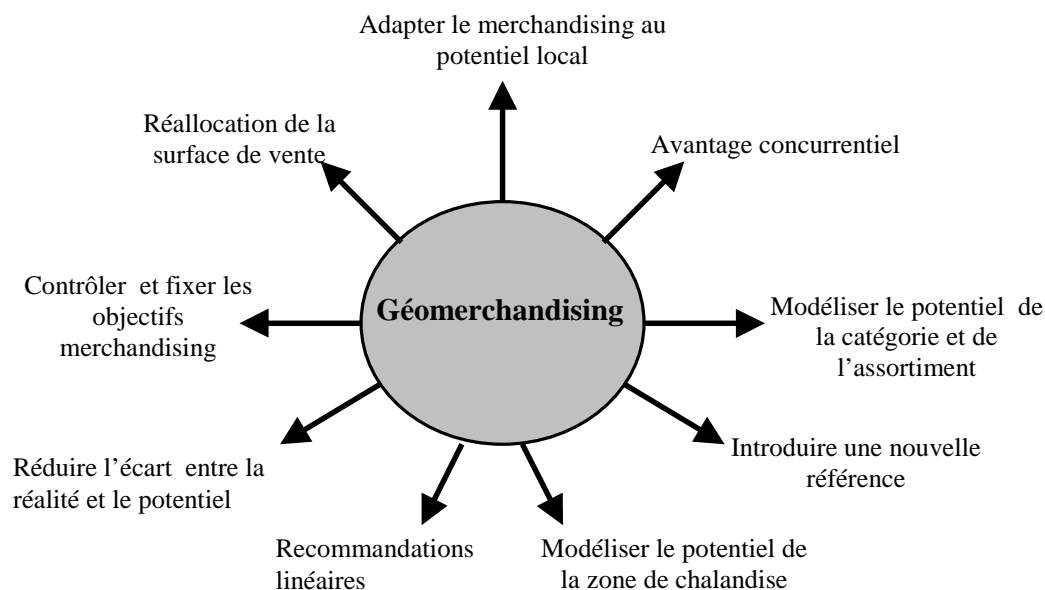 Adapter le merchandising au
potentiel local
Réallocation de la
surface de vente
Avantage concurrentiel
Contrôler et fixer les
objectifs
merchandising
Géomerchandising
Modéliser le potentiel de
la catégorie et de
l’assortiment
Réduire l’écart entre la
réalité et le potentiel
Introduire une nouvelle
référence
Recommandations
linéaires
Modéliser le potentiel de
la zone de chalandise